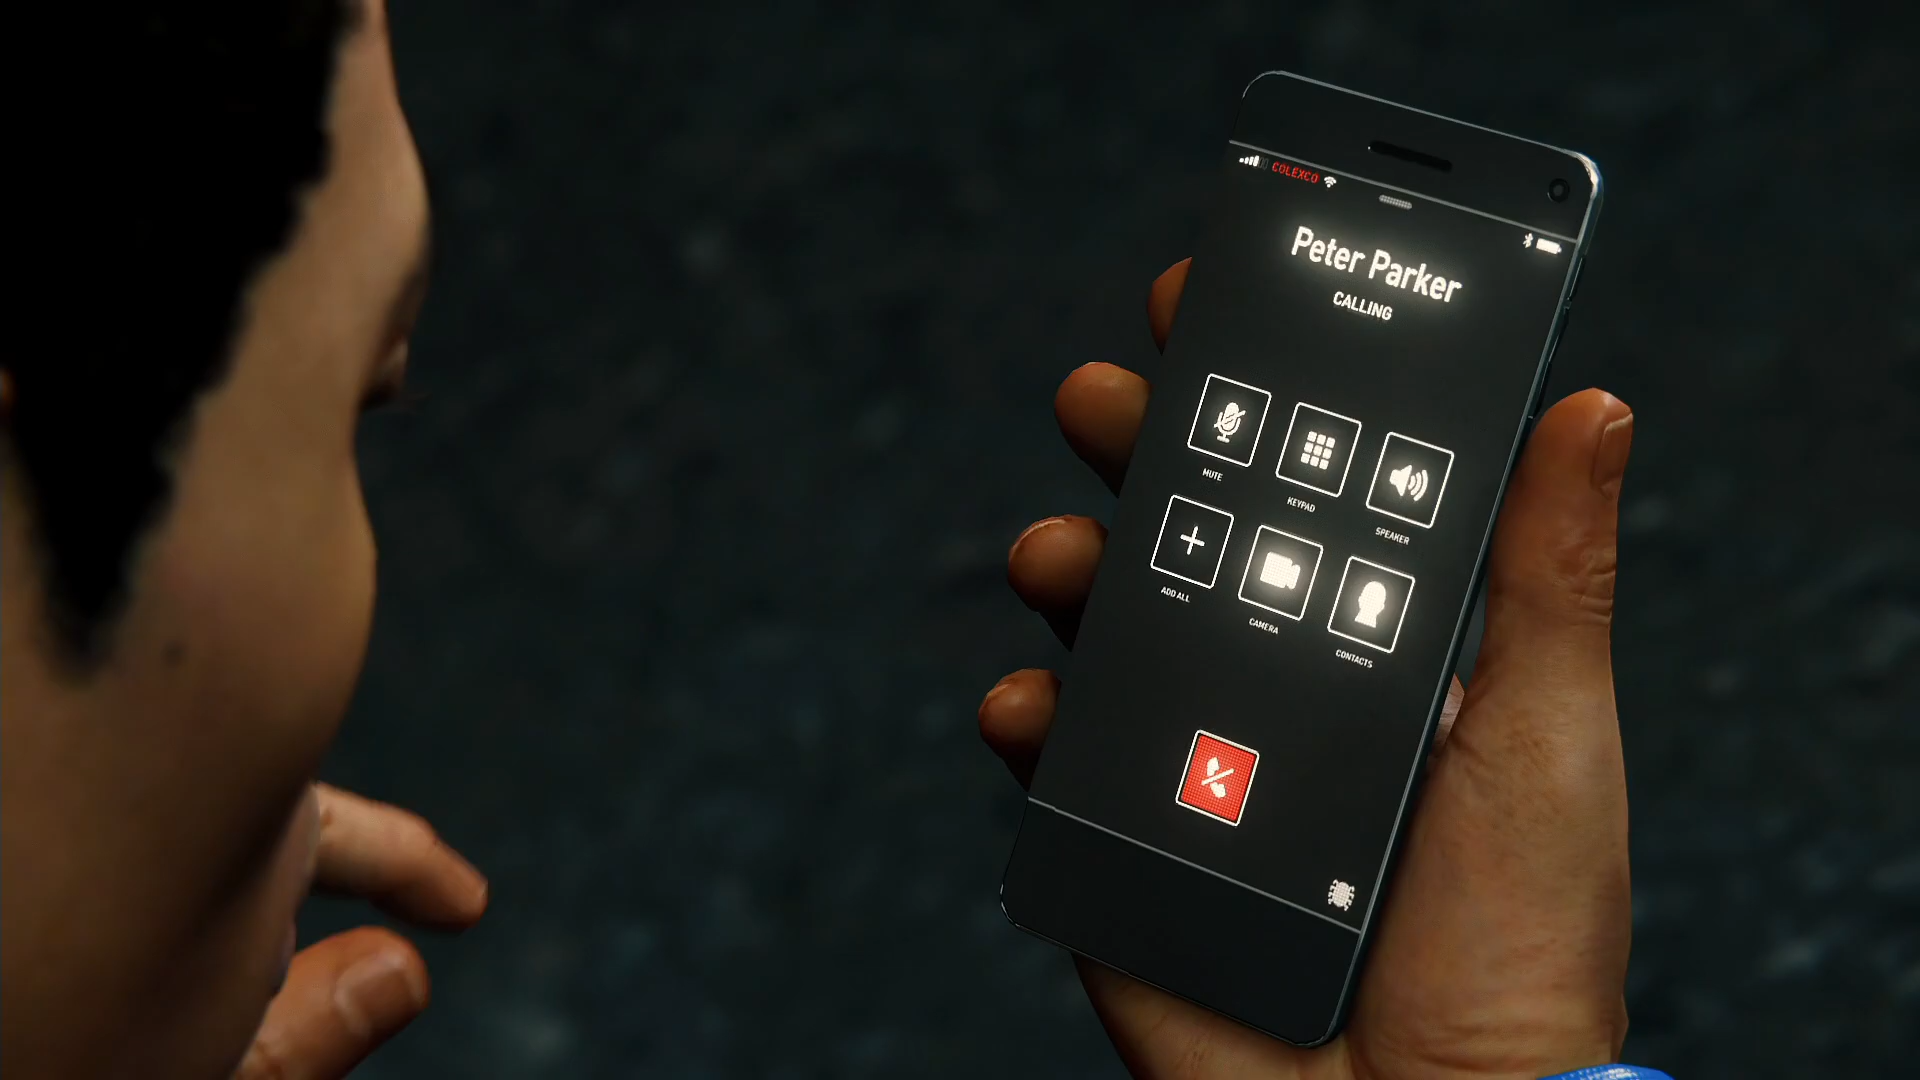 COLEXCO
Peter Parker
CALLING
MUTE
KEYPAD
SPEAKER
ADD ALL
CAMERA
CONTACTS